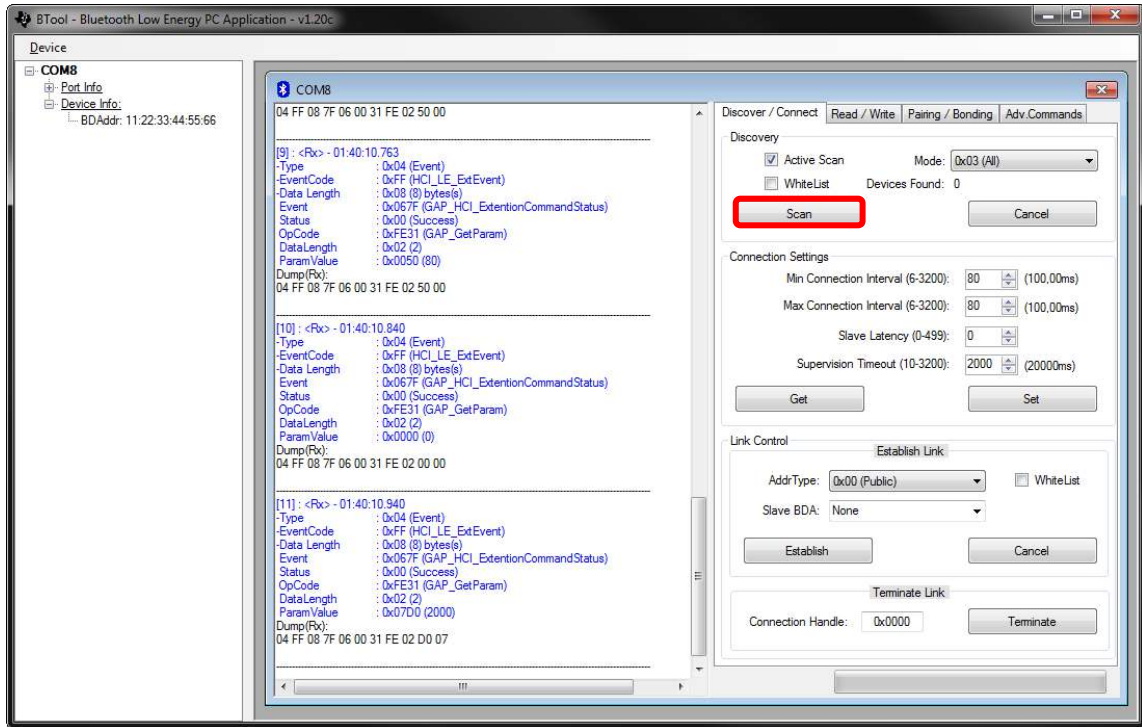 BTool - Bluetooth Low Energy PC Application - v1.20c
Device
COM8
Port Info
Device Info:
BDAddr: 11:22:33:44:55:66
COM8
04 FF 08 7F 06 00 31 FE 02 50 00
[9] : <Rx> - 01:40:10.763
-Type : 0x04 (Event)
-EventCode : 0xFF (HCI_LE_ExtEvent)
-Data Length : 0x08 (8) bytes(s)
Event : 0x067F (GAP_HCI_ExtentionCommandStatus)
Status : 0x00 (Success)
OpCode : 0xFE31 (GAP_GetParam)
DataLength : 0x02 (2)
ParamValue : 0x0050 (80)
Dump(Rx):
04 FF 08 7F 06 00 31 FE 02 50 00
[10] : <Rx> - 01:40:10.840
-Type : 0x04 (Event)
-EventCode : 0xFF (HCI_LE_ExtEvent)
-Data Length : 0x08 (8) bytes(s)
Event : 0x067F (GAP_HCI_ExtentionCommandStatus)
Status : 0x00 (Success)
OpCode : 0xFE31 (GAP_GetParam)
DataLength : 0x02 (2)
ParamValue : 0x0000 (0)
Dump(Rx):
04 FF 08 7F 06 00 31 FE 02 00 00
[11] : <Rx> - 01:40:10.940
-Type : 0x04 (Event)
-EventCode : 0xFF (HCI_LE_ExtEvent)
-Data Length : 0x08 (8) bytes(s)
Event : 0x067F (GAP_HCI_ExtentionCommandStatus)
Status : 0x00 (Success)
OpCode : 0xFE31 (GAP_GetParam)
DataLength : 0x02 (2)
ParamValue : 0x07D0 (2000)
Dump(Rx):
04 FF 08 7F 06 00 31 FE 02 D0 07
Discover / Connect Read / Write Pairing / Bonding Adv.Commands
Discovery
Active Scan Mode: 0x03 (All)
WhiteList Devices Found: 0
Scan Cancel
Connection Settings
Min Connection Interval (6-3200): 80 (100,00ms)
Max Connection Interval (6-3200): 80 (100,00ms)
Slave Latency (0-499): 0
Supervision Timeout (10-3200): 2000 (20000ms)
Get Set
Link Control
Establish Link
AddrType: 0x00 (Public) WhiteList
Slave BDA: None
Establish Cancel
Terminate Link
Connection Handle: 0x0000 Terminate